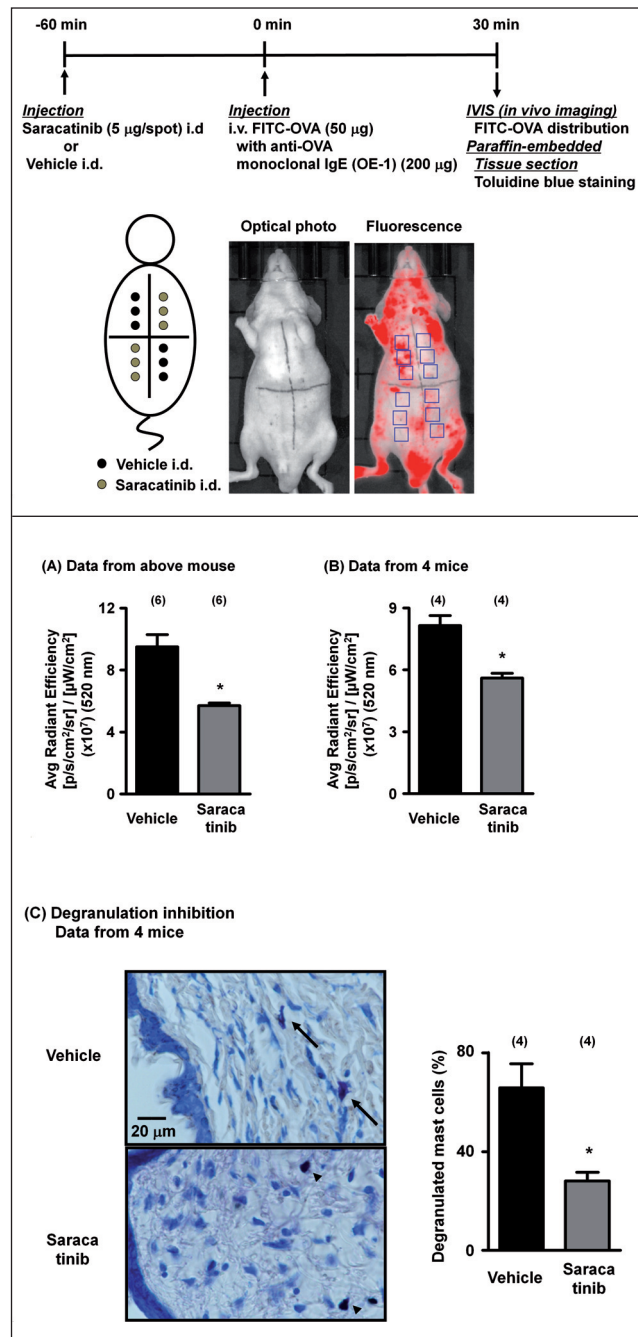 -60 min
0 min
30 min
Injection
Saracatinib (5 μg/spot) i.d
or
Vehicle i.d.
Injection
i.v. FITC-OVA (50 μg)
with anti-OVA
monoclonal IgE (OE-1) (200 μg)
IVIS (in vivo imaging)
FITC-OVA distribution
Paraffin-embedded
Tissue section
Toluidine blue staining
Optical photo
Fluorescence
Vehicle i.d.
Saracatinib i.d.
(A) Data from above mouse
(6)
(6)
12
8
4
0
*
Avg Radiant Efficiency
[p/s/cm²/sr] / [μW/cm²]
(x10⁷) (520 nm)
Vehicle
Saraca
tinib
(B) Data from 4 mice
(4)
(4)
9
6
3
0
*
Avg Radiant Efficiency
[p/s/cm²/sr] / [μW/cm²]
(x10⁷) (520 nm)
Vehicle
Saraca
tinib
(C) Degranulation inhibition
Data from 4 mice
Vehicle
20 μm
Saraca
tinib
(4)
(4)
80
40
0
*
Degranulated mast cells (%)
Vehicle
Saraca
tinib